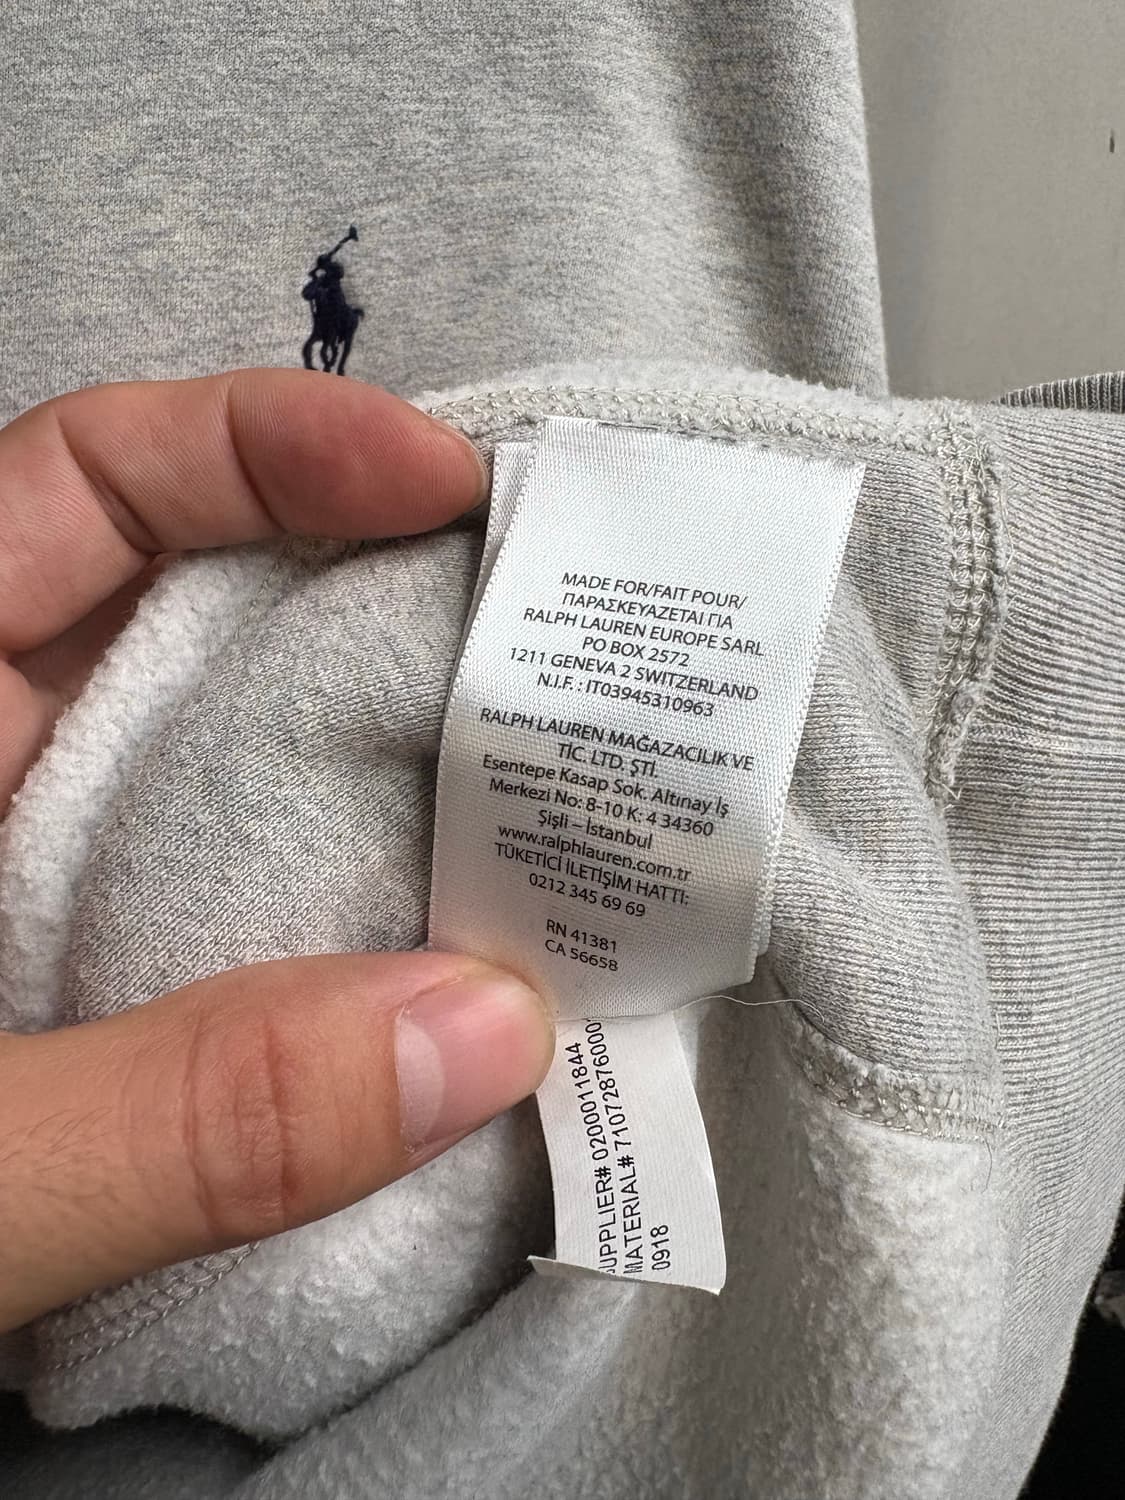 MADE FOR/FAIT POUR/
ΠΑΡΑΣΚΕΥΑΖΕΤΑΙ ΓΙΑ
RALPH LAUREN EUROPE SARL
PO BOX 2572
1211 GENEVA 2 SWITZERLAND
N.I.F. : IT03945310963
RALPH LAUREN MAĞAZACILIK VE
TİC. LTD. ŞTİ.
Esentepe Kasap Sok. Altınay İş
Merkezi No: 8-10 K: 4 34360
Şişli – İstanbul
www.ralphlauren.com.tr
TÜKETİCİ İLETİŞİM HATTI:
0212 345 69 69
RN 41381
CA 56658
SUPPLIER# 0200011844
MATERIAL#
0918